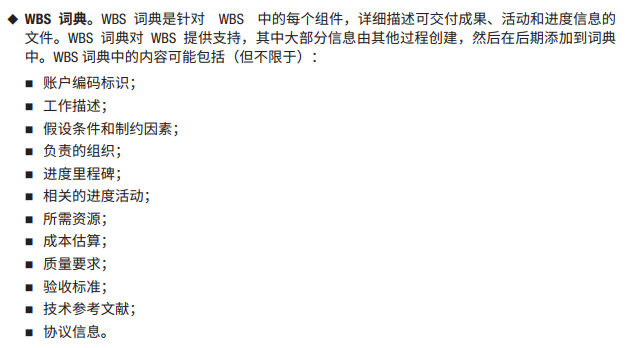 ◆ WBS 词典。WBS 词典是针对 WBS 中的每个组件，详细描述可交付成果、活动和进度信息的
文件。WBS 词典对 WBS 提供支持，其中大部分信息由其他过程创建，然后在后期添加到词典
中。WBS 词典中的内容可能包括（但不限于）：
■ 账户编码标识；
■ 工作描述；
■ 假设条件和制约因素；
■ 负责的组织；
■ 进度里程碑；
■ 相关的进度活动；
■ 所需资源；
■ 成本估算；
■ 质量要求；
■ 验收标准；
■ 技术参考文献；
■ 协议信息。